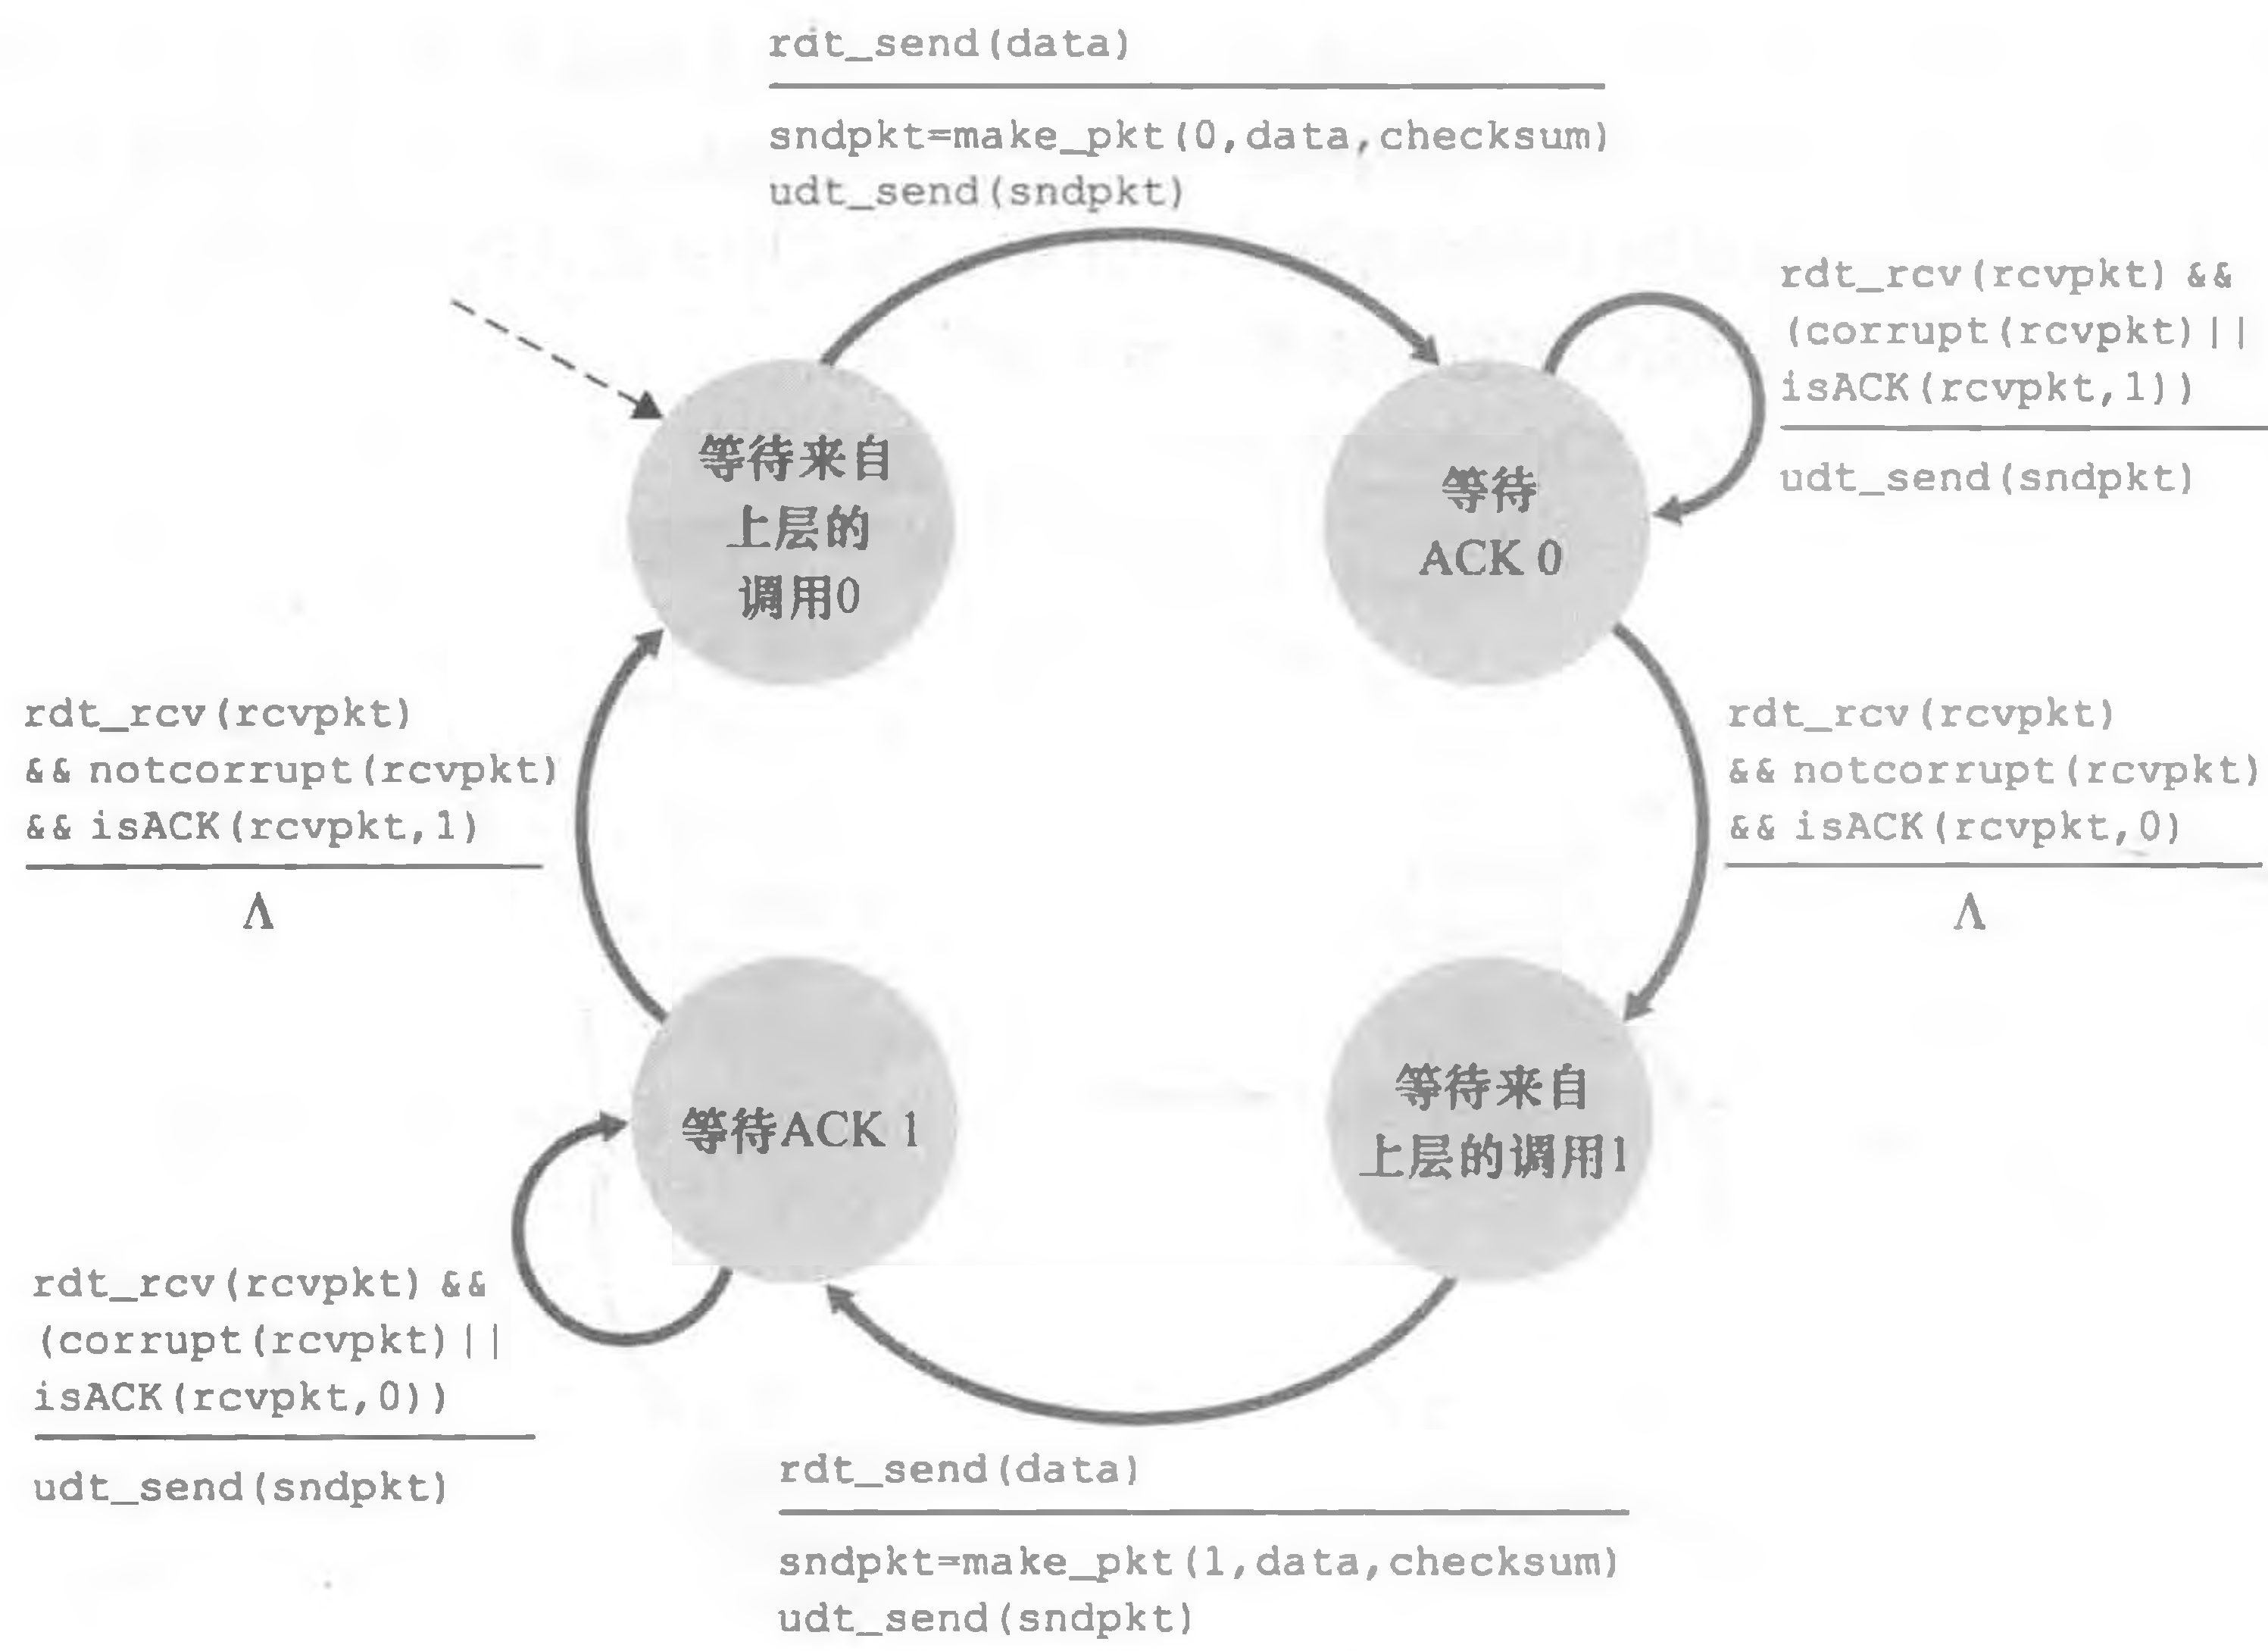 rdt_send(data)
sndpkt=make_pkt(0,data,checksum)
udt_send(sndpkt)
rdt_rcv(rcvpkt) &&
(corrupt(rcvpkt)||
isACK(rcvpkt,1))
udt_send(sndpkt)
等待来自
上层的
调用0
等待
ACK 0
rdt_rcv(rcvpkt)
&& notcorrupt(rcvpkt)
&& isACK(rcvpkt,1)
Λ
rdt_rcv(rcvpkt)
&& notcorrupt(rcvpkt)
&& isACK(rcvpkt,0)
Λ
等待ACK 1
等待来自
上层的调用1
rdt_rcv(rcvpkt) &&
(corrupt(rcvpkt)||
isACK(rcvpkt,0))
udt_send(sndpkt)
rdt_send(data)
sndpkt=make_pkt(1,data,checksum)
udt_send(sndpkt)